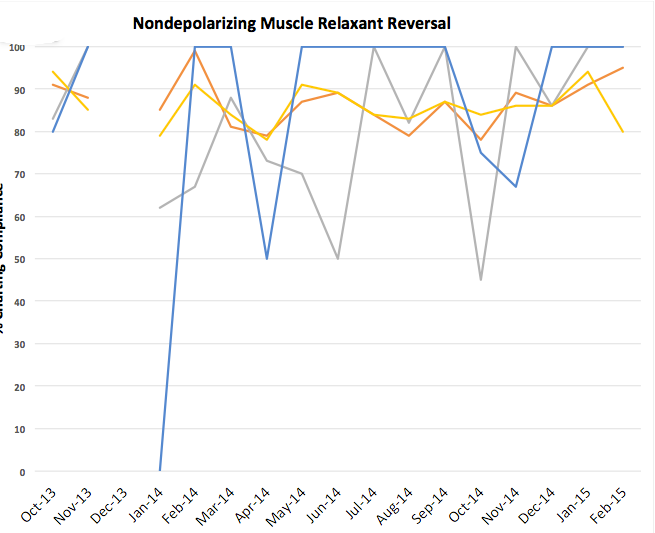 Nondepolarizing Muscle Relaxant Reversal
100
90
80
70
60
50
40
30
20
10
0
% Charting Compliance
Oct-13
Nov-13
Dec-13
Jan-14
Feb-14
Mar-14
Apr-14
May-14
Jun-14
Jul-14
Aug-14
Sep-14
Oct-14
Nov-14
Dec-14
Jan-15
Feb-15